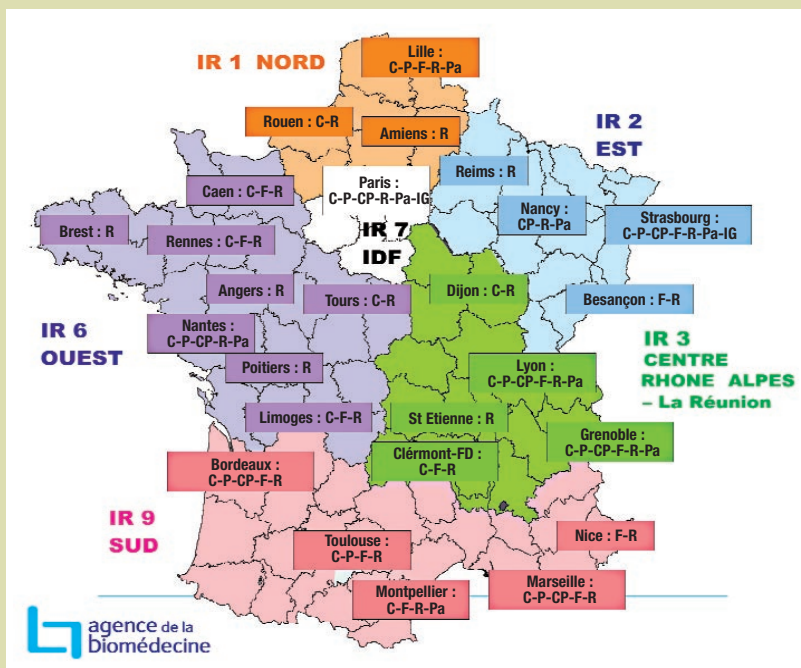 IR 1 NORD
Lille :
C-P-F-R-Pa
Rouen : C-R
Amiens : R
IR 2
EST
Reims : R
Paris :
C-P-CP-R-Pa-IG
Caen : C-F-R
Nancy :
CP-R-Pa
Strasbourg :
C-P-CP-F-R-Pa-IG
Brest : R
Rennes : C-F-R
IR 7
IDF
Angers : R
Tours : C-R
Dijon : C-R
Besançon : F-R
IR 6
OUEST
Nantes :
C-P-CP-R-Pa
IR 3
CENTRE
RHONE ALPES
– La Réunion
Poitiers : R
Lyon :
C-P-CP-F-R-Pa
Limoges : C-F-R
St Etienne : R
Grenoble :
C-P-CP-F-R-Pa
Bordeaux :
C-P-CP-F-R
Clérmont-FD :
C-F-R
IR 9
SUD
Toulouse :
C-P-F-R
Nice : F-R
Montpellier :
C-F-R-Pa
Marseille :
C-P-CP-F-R
agence de la
biomédecine